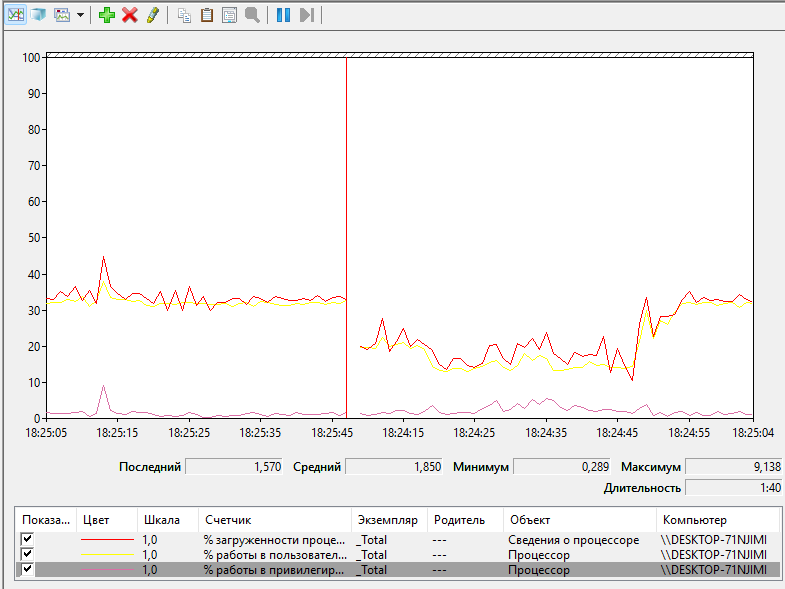 100
90
80
70
60
50
40
30
20
10
0
18:25:05 18:25:15 18:25:25 18:25:35 18:25:45 18:24:15 18:24:25 18:24:35 18:24:45 18:24:55 18:25:04
Последний 1,570 Средний 1,850 Минимум 0,289 Максимум 9,138
Длительность 1:40
Показа... Цвет Шкала Счетчик Экземпляр Родитель Объект Компьютер
1,0 % загруженности проце... _Total --- Сведения о процессоре \\DESKTOP-71NJIMI
1,0 % работы в пользовател... _Total --- Процессор \\DESKTOP-71NJIMI
1,0 % работы в привилегир... _Total --- Процессор \\DESKTOP-71NJIMI